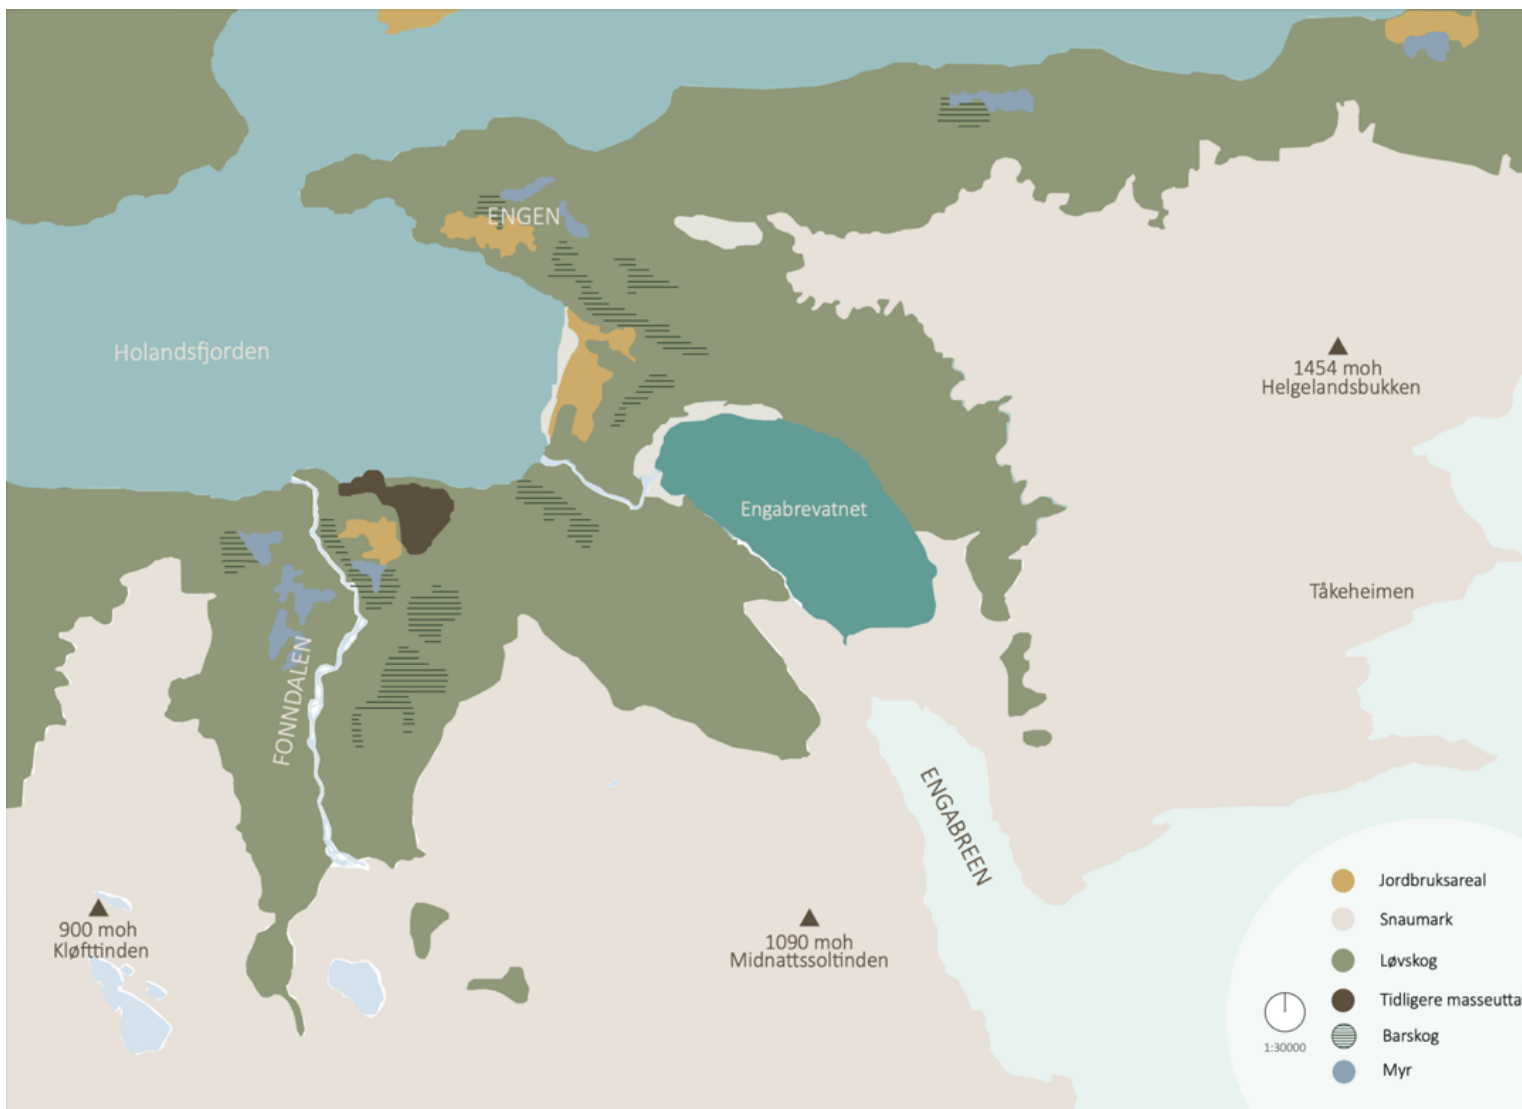 ENGEN
Holandsfjorden
1454 moh
Helgelandsbukken
Engabrevatnet
Tåkeheimen
FONNDALEN
ENGABREEN
900 moh
Kløfttinden
1090 moh
Midnattssoltinden
Jordbruksareal
Snaumark
Løvskog
Tidligere masseutta
Barskog
Myr
1:30000